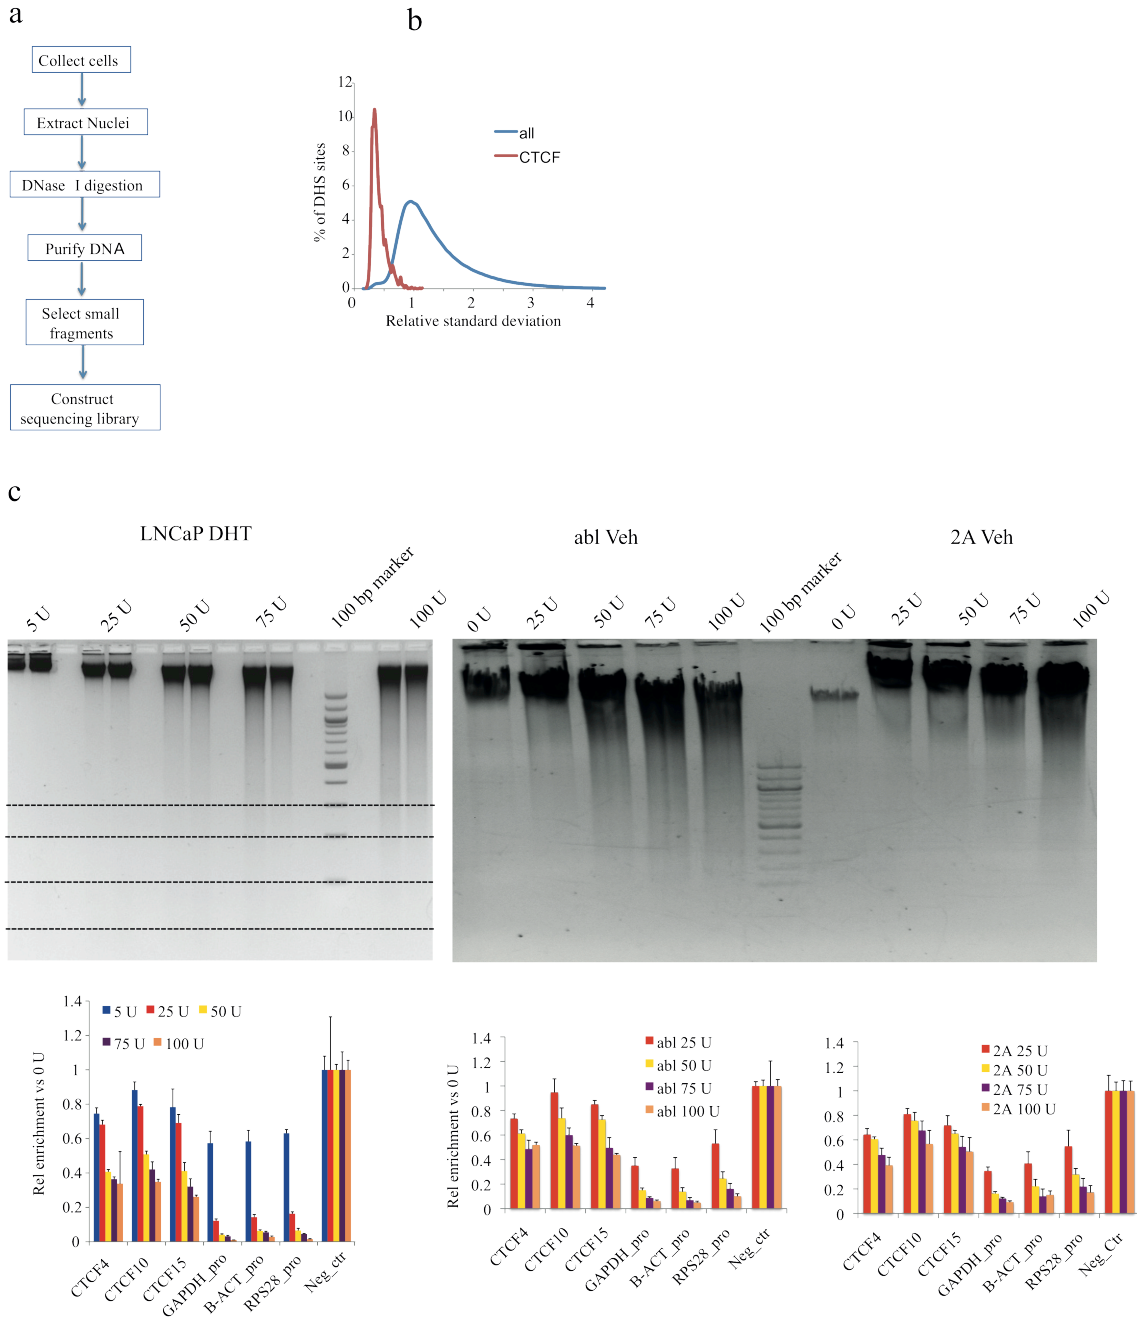 a
b
Collect cells
Extract Nuclei
DNase I digestion
Purify DNA
Select small
fragments
Construct
sequencing library
12
10
8
6
4
2
0
% of DHS sites
all
CTCF
0 1 2 3 4
Relative standard deviation
c
LNCaP DHT
abl Veh
2A Veh
5 U 25 U 50 U 75 U 100 bp marker 100 U
0 U 25 U 50 U 75 U 100 U 100 bp marker 0 U 25 U 50 U 75 U 100 U
Rel enrichment vs 0 U
1.4
1.2
1
0.8
0.6
0.4
0.2
0
5 U 25 U 50 U
75 U 100 U
CTCF4 CTCF10 CTCF15 GAPDH_pro B-ACT_pro RPS28_pro Neg_ctr
Rel enrichment vs 0 U
1.4
1.2
1
0.8
0.6
0.4
0.2
0
abl 25 U
abl 50 U
abl 75 U
abl 100 U
CTCF4 CTCF10 CTCF15 GAPDH_pro B-ACT_pro RPS28_pro Neg_ctr
1.4
1.2
1
0.8
0.6
0.4
0.2
0
2A 25 U
2A 50 U
2A 75 U
2A 100 U
CTCF4 CTCF10 CTCF15 GAPDH_pro B-ACT_pro RPS28_pro Neg_Ctr